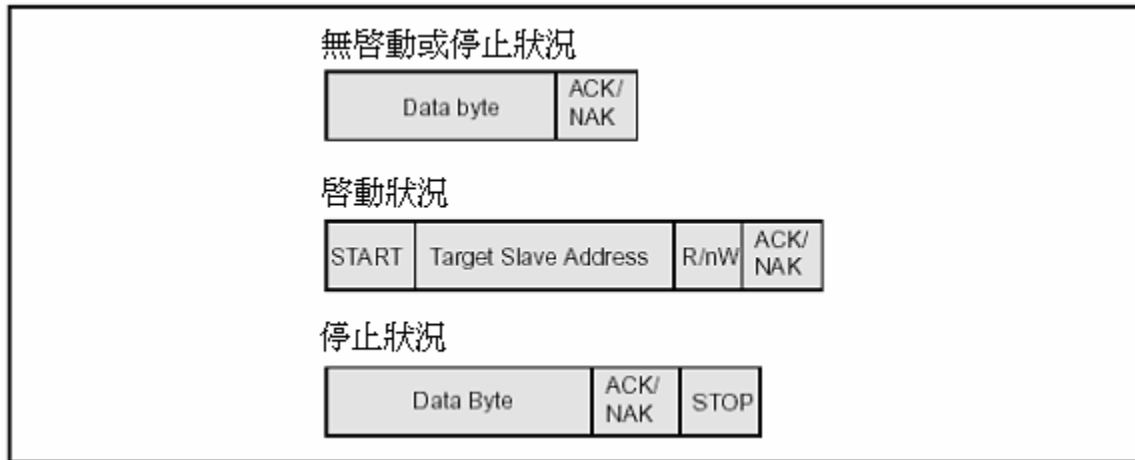 無啓動或停止狀況
Data byte
ACK/
NAK
啓動狀況
START
Target Slave Address
R/nW
ACK/
NAK
停止狀況
Data Byte
ACK/
NAK
STOP